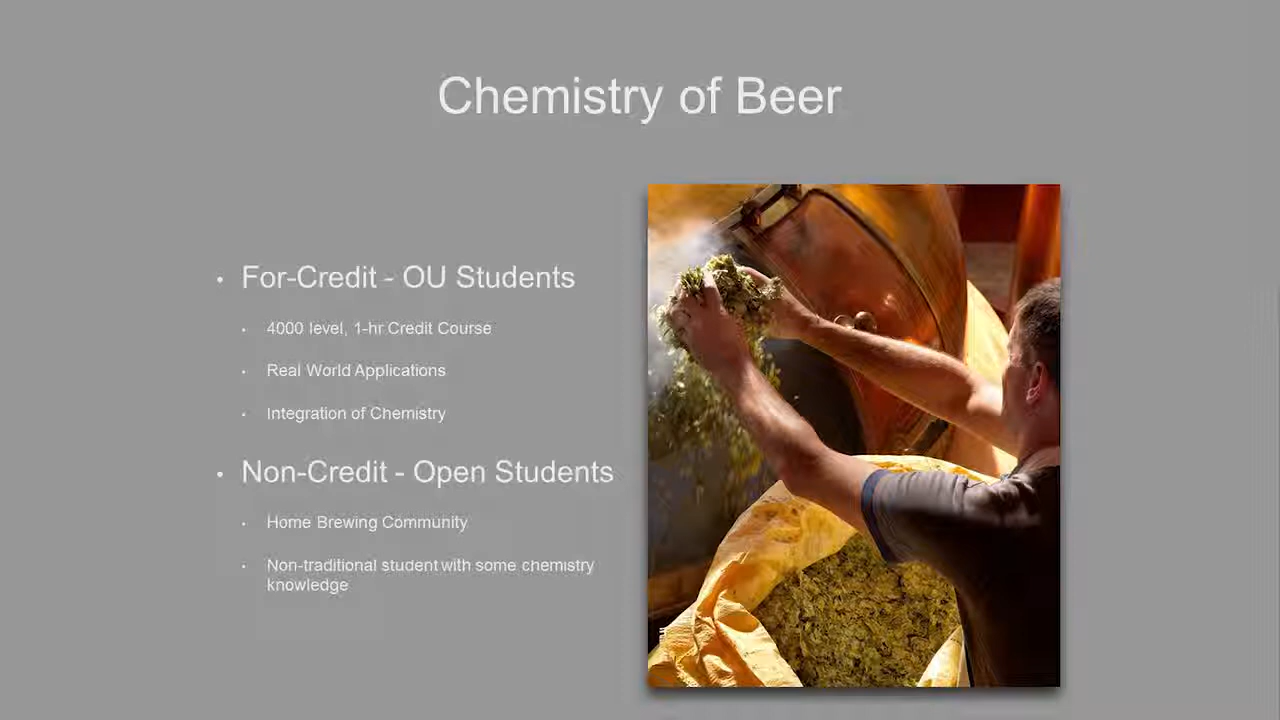 Chemistry of Beer
• For-Credit - OU Students
• 4000 level, 1-hr Credit Course
• Real World Applications
• Integration of Chemistry
• Non-Credit - Open Students
• Home Brewing Community
• Non-traditional student with some chemistry
knowledge